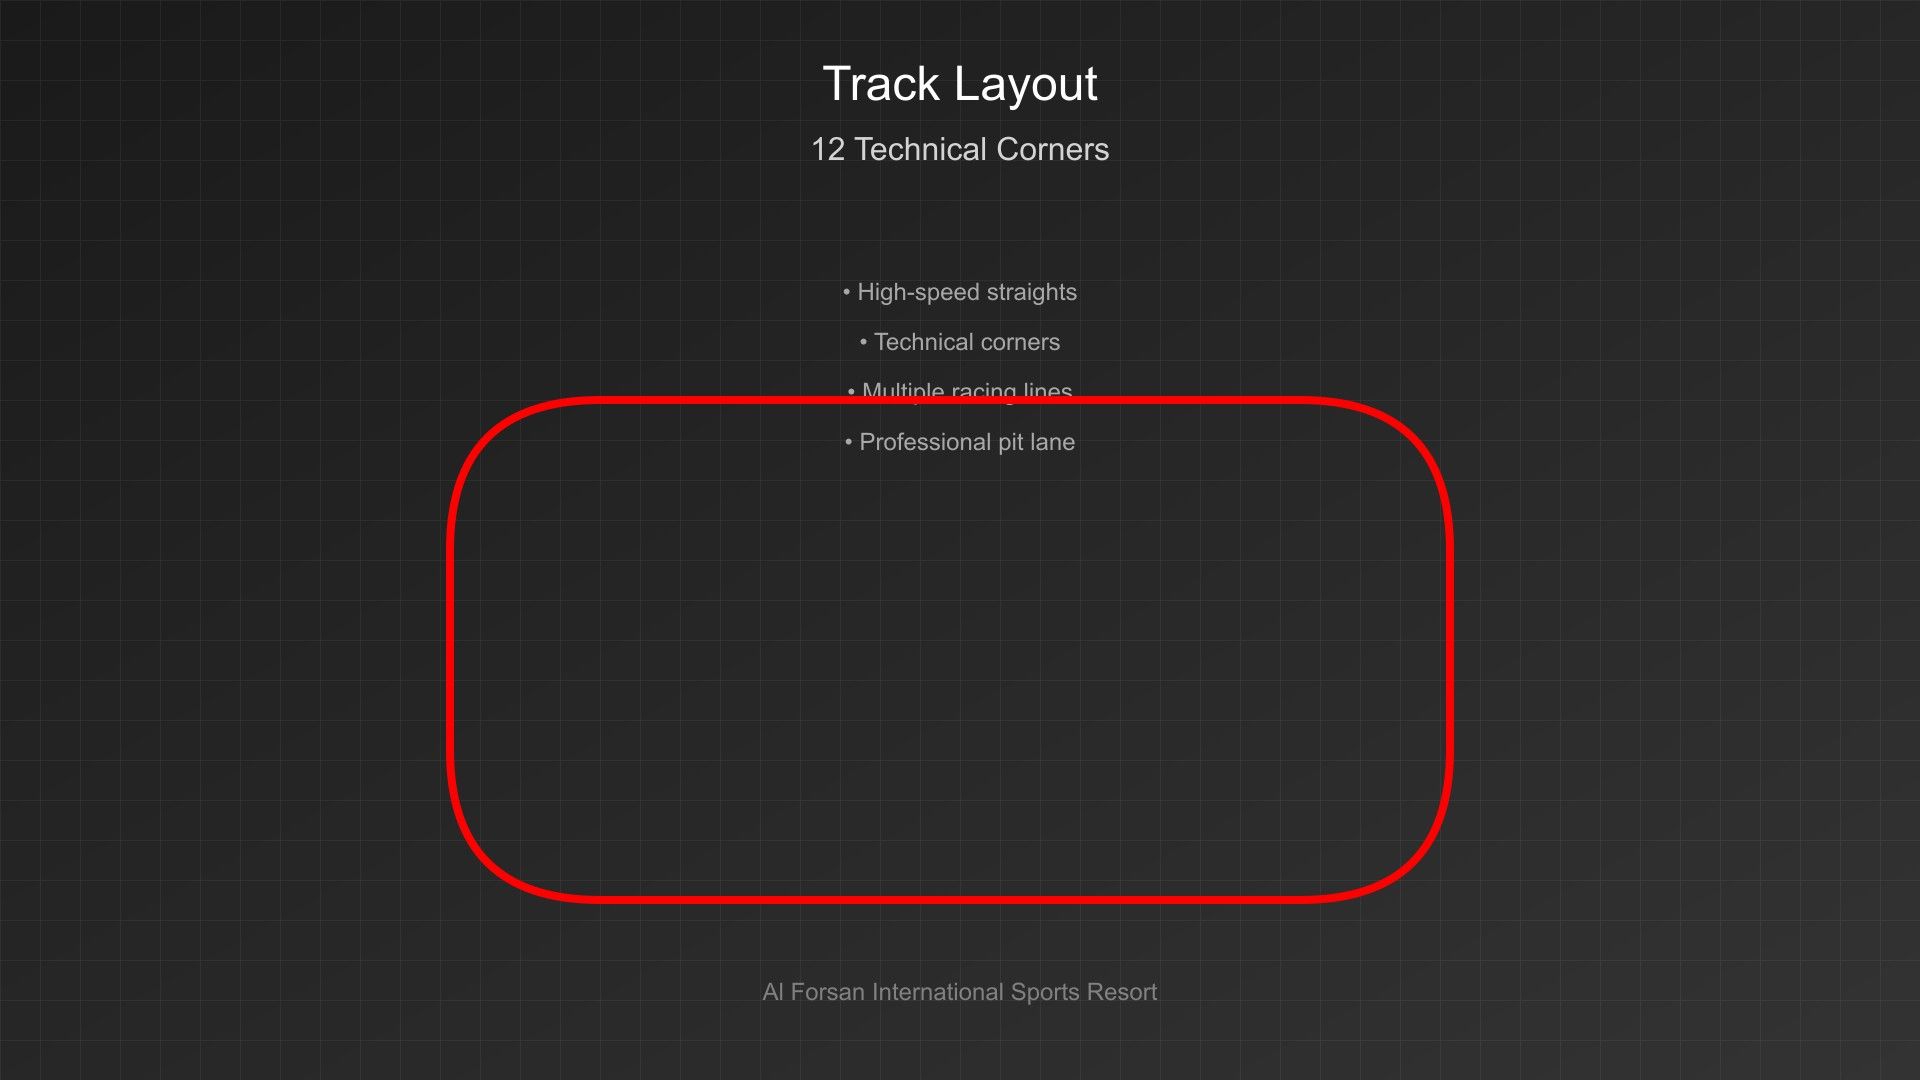 Track Layout
12 Technical Corners
• High-speed straights
• Technical corners
• Multiple racing lines
• Professional pit lane
Al Forsan International Sports Resort